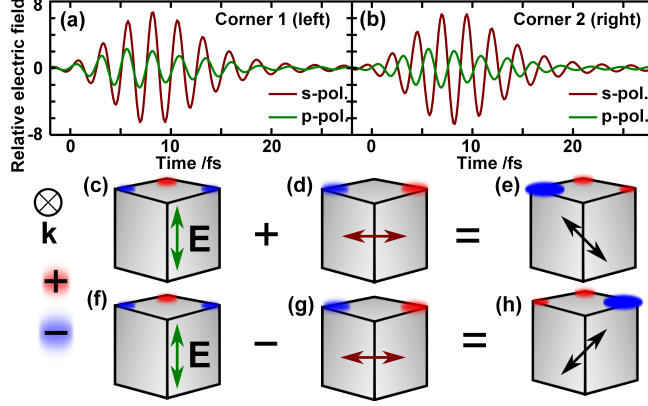 Relative electric field
8
0
-8
(a) Corner 1 (left)
s-pol.
p-pol.
0 10 20
(b) Corner 2 (right)
s-pol.
p-pol.
0 10 20
Time /fs
Time /fs
k
+
−
(c)
E
+
(d)
=
(e)
(f)
E
−
(g)
=
(h)